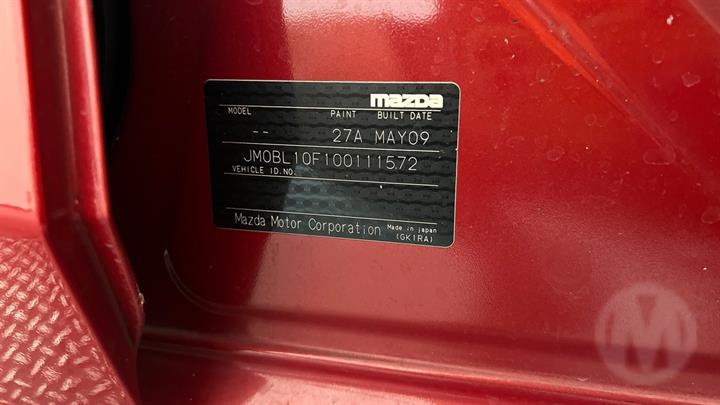 mazda
MODEL PAINT BUILT DATE
-- 27A MAY09
JM0BL10F100111572
VEHICLE ID.NO.
Mazda Motor Corporation Made in japan
(GK1RA)
M